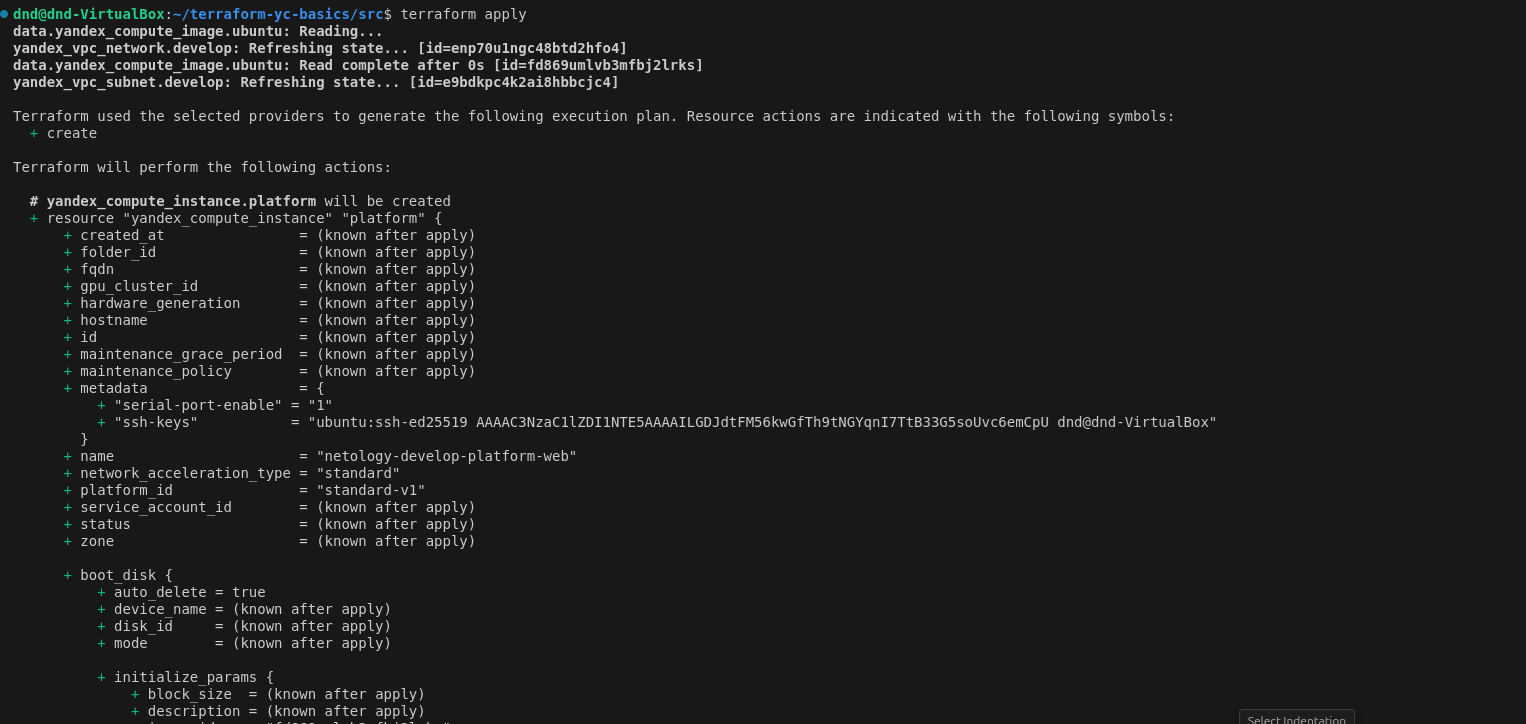 dnd@dnd-VirtualBox:~/terraform-yc-basics/src$ terraform apply
data.yandex_compute_image.ubuntu: Reading...
yandex_vpc_network.develop: Refreshing state... [id=enp70u1ngc48btd2hfo4]
data.yandex_compute_image.ubuntu: Read complete after 0s [id=fd869umlvb3mfbj2lrks]
yandex_vpc_subnet.develop: Refreshing state... [id=e9bdkpc4k2ai8hbbcjc4]
Terraform used the selected providers to generate the following execution plan. Resource actions are indicated with the following symbols:
+ create
Terraform will perform the following actions:
# yandex_compute_instance.platform will be created
+ resource "yandex_compute_instance" "platform" {
+ created_at = (known after apply)
+ folder_id = (known after apply)
+ fqdn = (known after apply)
+ gpu_cluster_id = (known after apply)
+ hardware_generation = (known after apply)
+ hostname = (known after apply)
+ id = (known after apply)
+ maintenance_grace_period = (known after apply)
+ maintenance_policy = (known after apply)
+ metadata = {
+ "serial-port-enable" = "1"
+ "ssh-keys" = "ubuntu:ssh-ed25519 AAAAC3NzaC1lZDI1NTE5AAAAILGDJdtFM56kwGfTh9tNGYqnI7TtB33G5soUvc6emCpU dnd@dnd-VirtualBox"
}
+ name = "netology-develop-platform-web"
+ network_acceleration_type = "standard"
+ platform_id = "standard-v1"
+ service_account_id = (known after apply)
+ status = (known after apply)
+ zone = (known after apply)
+ boot_disk {
+ auto_delete = true
+ device_name = (known after apply)
+ disk_id = (known after apply)
+ mode = (known after apply)
+ initialize_params {
+ block_size = (known after apply)
+ description = (known after apply)
Select Indentation